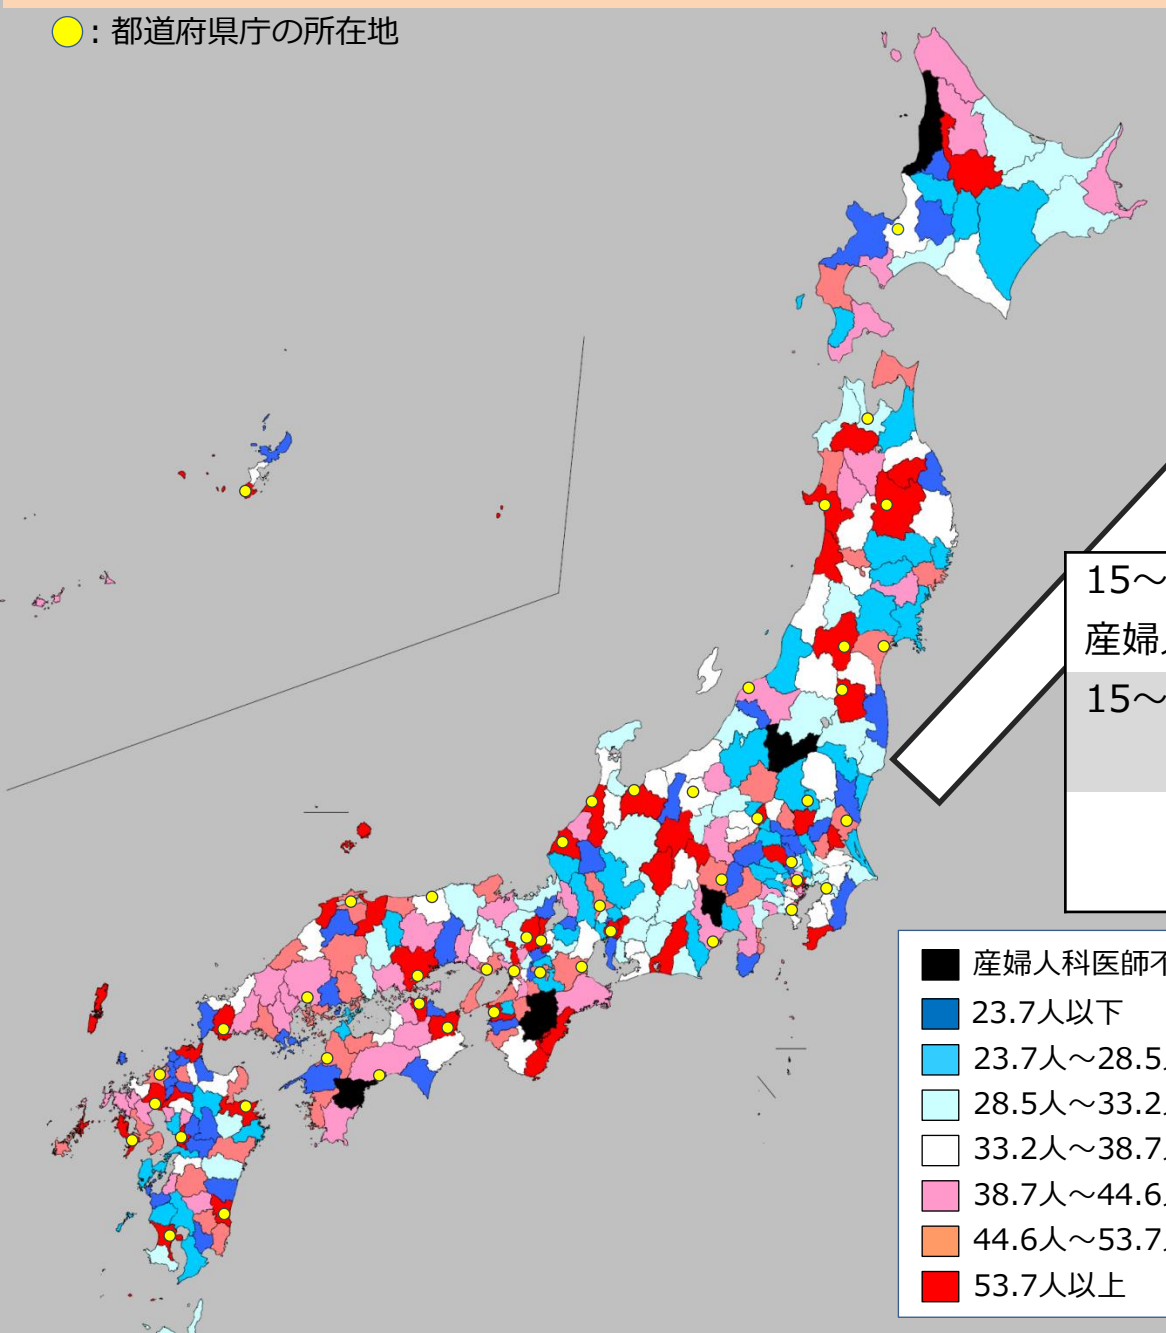 ：都道府県庁の所在地
15～
産婦
15～
産婦人科医師不
23.7人以下
23.7人～28.5
28.5人～33.2
33.2人～38.7
38.7人～44.6
44.6人～53.7
53.7人以上